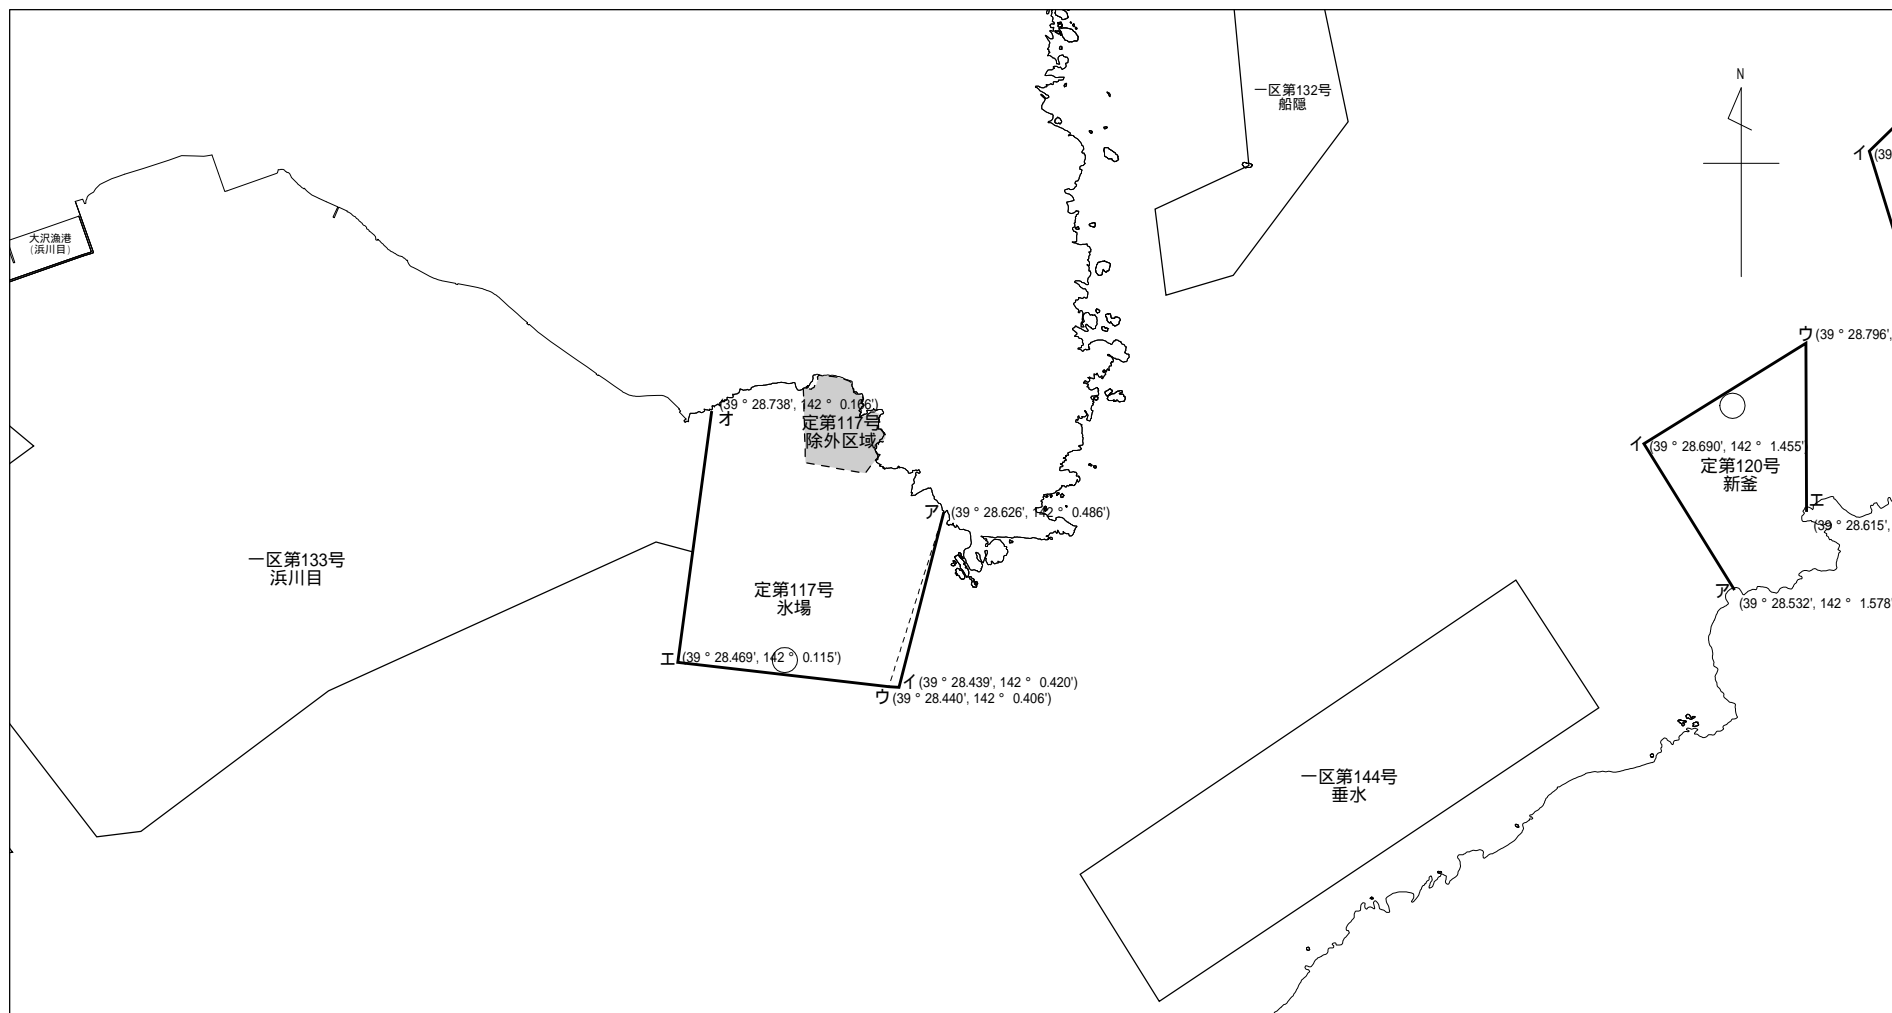 一区第132号
船隠
N
イ
(39
大沢漁港
(浜川目)
ウ
(39 ° 28.796',
(39 ° 28.738', 142 ° 0.166')
オ
定第117号
除外区域
イ
(39 ° 28.690', 142 ° 1.455')
定第120号
新釜
エ
(39 ° 28.615',
ア
(39 ° 28.626', 142 ° 0.486')
一区第133号
浜川目
定第117号
氷場
ア
(39 ° 28.532', 142 ° 1.578'
エ
(39 ° 28.469', 142 ° 0.115')
イ
(39 ° 28.439', 142 ° 0.420')
ウ
(39 ° 28.440', 142 ° 0.406')
一区第144号
垂水